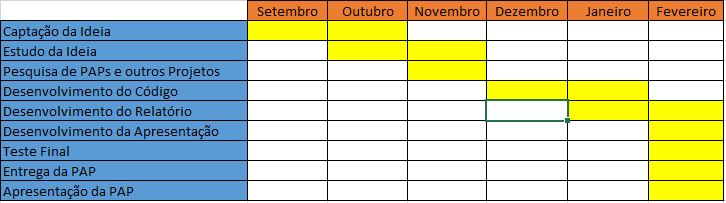 Setembro Outubro Novembro Dezembro Janeiro Fevereiro
Captação da Ideia
Estudo da Ideia
Pesquisa de PAPs e outros Projetos
Desenvolvimento do Código
Desenvolvimento do Relatório
Desenvolvimento da Apresentação
Teste Final
Entrega da PAP
Apresentação da PAP